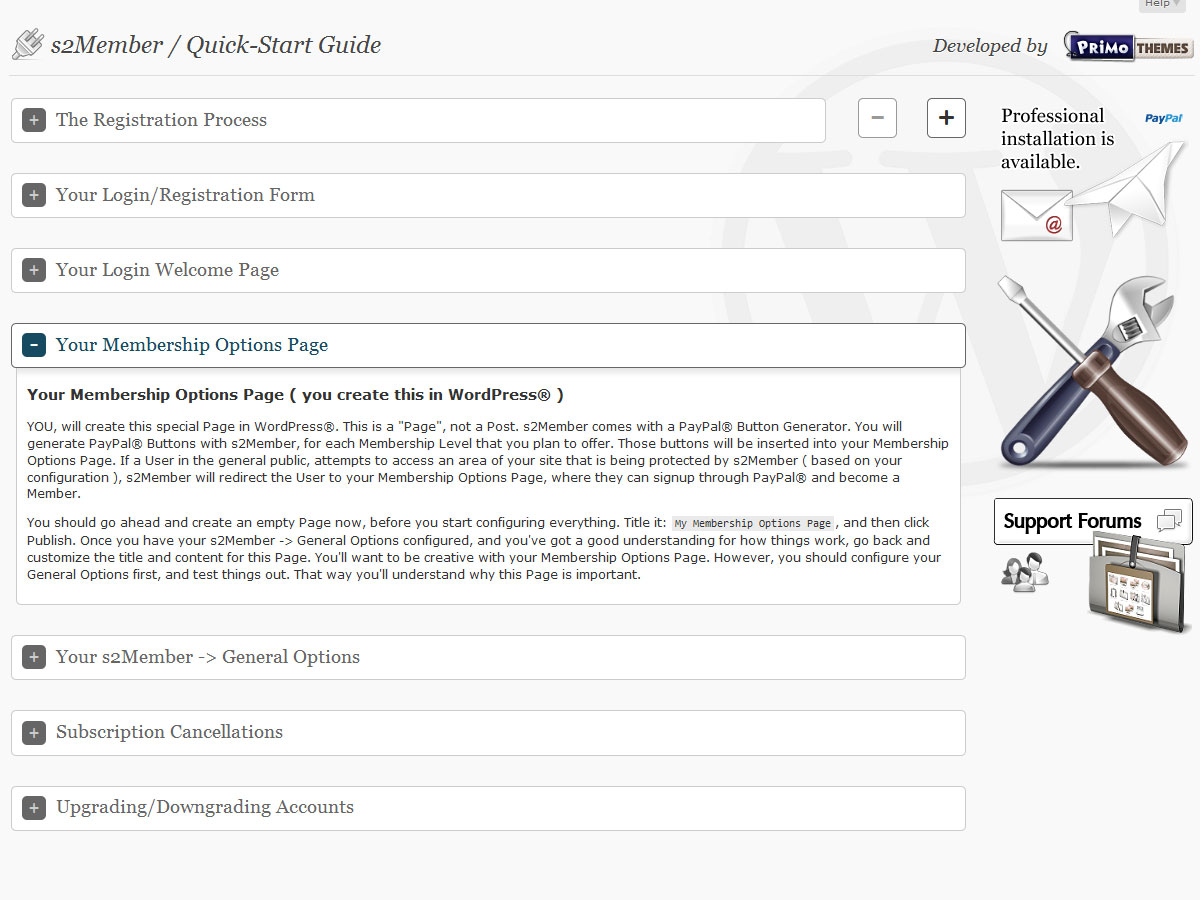 Help
s2Member / Quick-Start Guide
Developed by PRiMO THEMES
The Registration Process
Your Login/Registration Form
Your Login Welcome Page
Your Membership Options Page
Your Membership Options Page ( you create this in WordPress® )
YOU, will create this special Page in WordPress®. This is a "Page", not a Post. s2Member comes with a PayPal® Button Generator. You will
generate PayPal® Buttons with s2Member, for each Membership Level that you plan to offer. Those buttons will be inserted into your Membership
Options Page. If a User in the general public, attempts to access an area of your site that is being protected by s2Member ( based on your
configuration ), s2Member will redirect the User to your Membership Options Page, where they can signup through PayPal® and become a
Member.
You should go ahead and create an empty Page now, before you start configuring everything. Title it: My Membership Options Page, and then click
Publish. Once you have your s2Member -> General Options configured, and you've got a good understanding for how things work, go back and
customize the title and content for this Page. You'll want to be creative with your Membership Options Page. However, you should configure your
General Options first, and test things out. That way you'll understand why this Page is important.
Your s2Member -> General Options
Subscription Cancellations
Upgrading/Downgrading Accounts
Professional
installation is
available.
PayPal
@
Support Forums